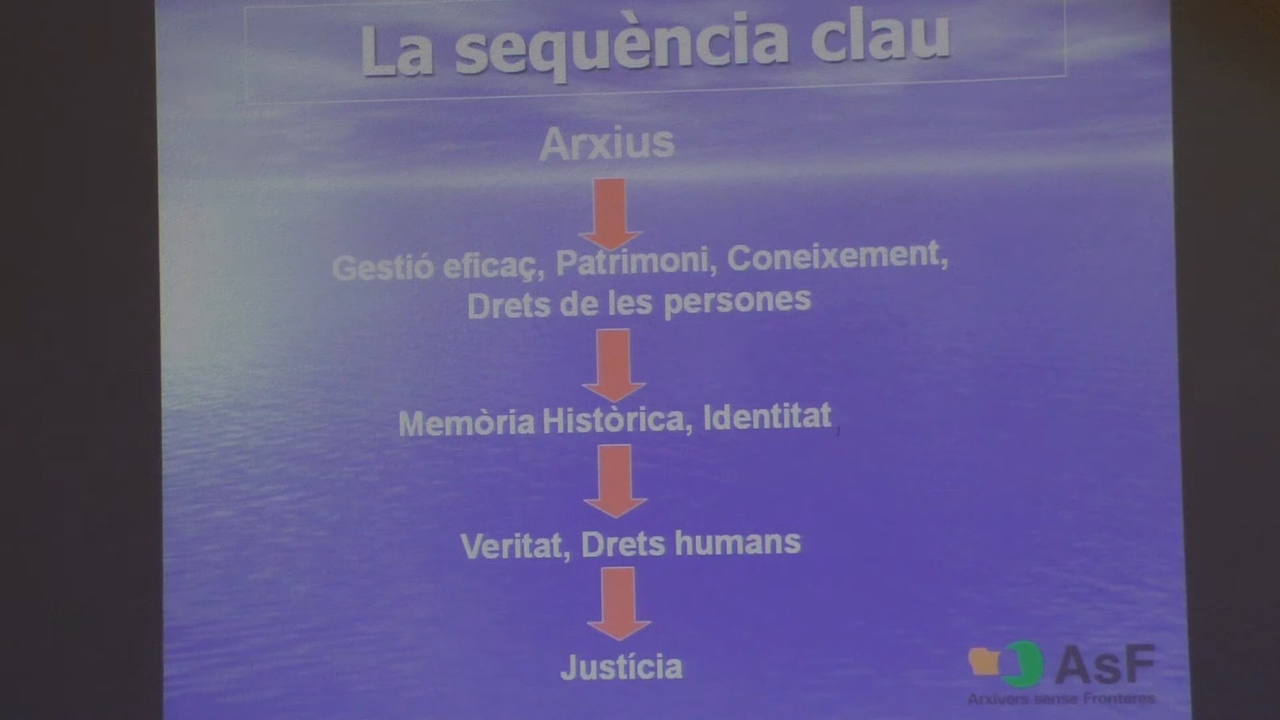 La sequència clau
Arxius
Gestió eficaç, Patrimoni, Coneixement,
Drets de les persones
Memòria Històrica, Identitat
Veritat, Drets humans
Justícia
AsF
Arxivers sense Fronteres